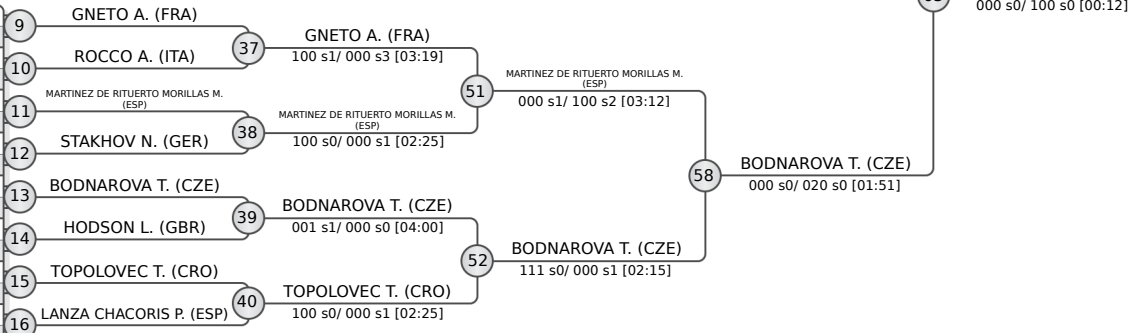 000 s0/ 100 s0 [00:12]
9
GNETO A. (FRA)
37
GNETO A. (FRA)
100 s1/ 000 s3 [03:19]
10
ROCCO A. (ITA)
51
MARTINEZ DE RITUERTO MORILLAS M.
(ESP)
000 s1/ 100 s2 [03:12]
11
MARTINEZ DE RITUERTO MORILLAS M.
(ESP)
38
MARTINEZ DE RITUERTO MORILLAS M.
(ESP)
100 s0/ 000 s1 [02:25]
12
STAKHOV N. (GER)
58
BODNAROVA T. (CZE)
000 s0/ 020 s0 [01:51]
13
BODNAROVA T. (CZE)
39
BODNAROVA T. (CZE)
001 s1/ 000 s0 [04:00]
14
HODSON L. (GBR)
52
BODNAROVA T. (CZE)
111 s0/ 000 s1 [02:15]
15
TOPOLOVEC T. (CRO)
40
TOPOLOVEC T. (CRO)
100 s0/ 000 s1 [02:25]
16
LANZA CHACORIS P. (ESP)